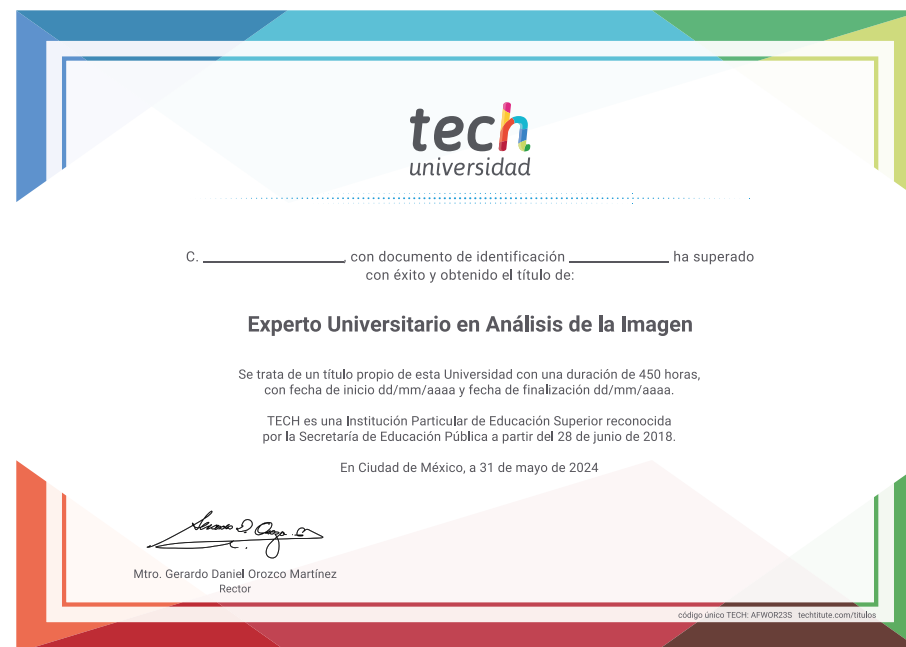 tech
universidad
C. ____________, con documento de identificación ____________ ha superado
con éxito y obtenido el título de:
Experto Universitario en Análisis de la Imagen
Se trata de un título propio de esta Universidad con una duración de 450 horas,
con fecha de inicio dd/mm/aaaa y fecha de finalización dd/mm/aaaa.
TECH es una Institución Particular de Educación Superior reconocida
por la Secretaría de Educación Pública a partir del 28 de junio de 2018.
En Ciudad de México, a 31 de mayo de 2024
Mtro. Gerardo Daniel Orozco Martínez
Rector
código único TECH: AFWOR23S techtitute.com/titulos